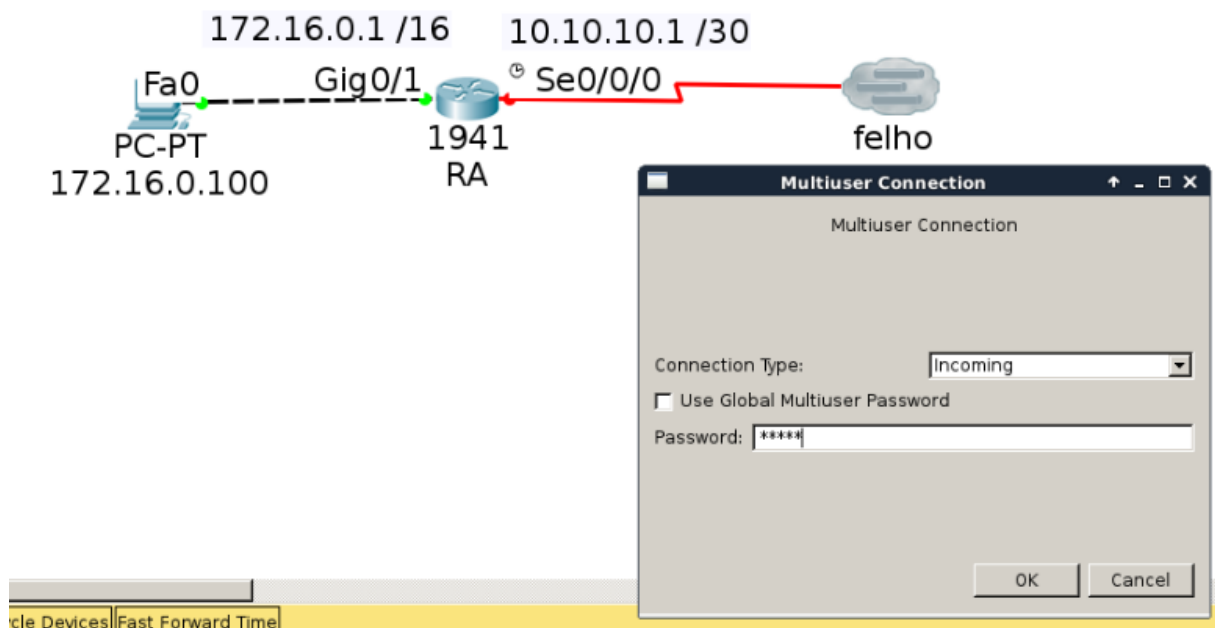 172.16.0.1 /16 10.10.10.1 /30
Fa0 Gig0/1 Se0/0/0
PC-PT 1941 felho
172.16.0.100 RA
Multiuser Connection
Multiuser Connection
Connection Type: Incoming
Use Global Multiuser Password
Password: *****
OK Cancel
cle Devices Fast Forward Time